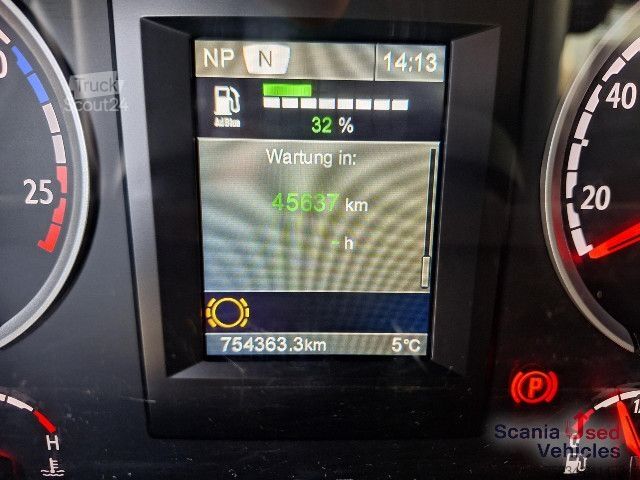 NP N 14:13
Truck
Scout24
AdBlue
32 %
Wartung in:
45637 km
- h
754363.3km 5°C
25
40
20
P
H
Scania Used
Vehicles